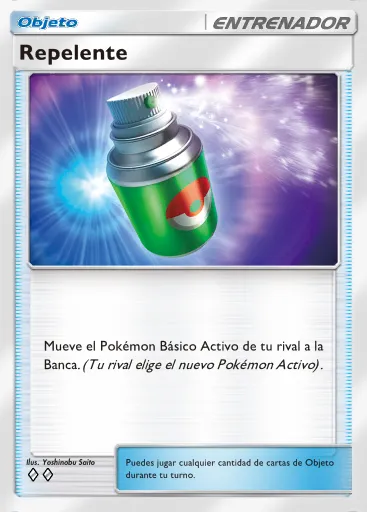 Objeto
ENTRENADOR
Repelente
Mueve el Pokémon Básico Activo de tu rival a la
Banca. (Tu rival elige el nuevo Pokémon Activo).
Ilus. Yoshinobu Saito
Puedes jugar cualquier cantidad de cartas de Objeto
durante tu turno.